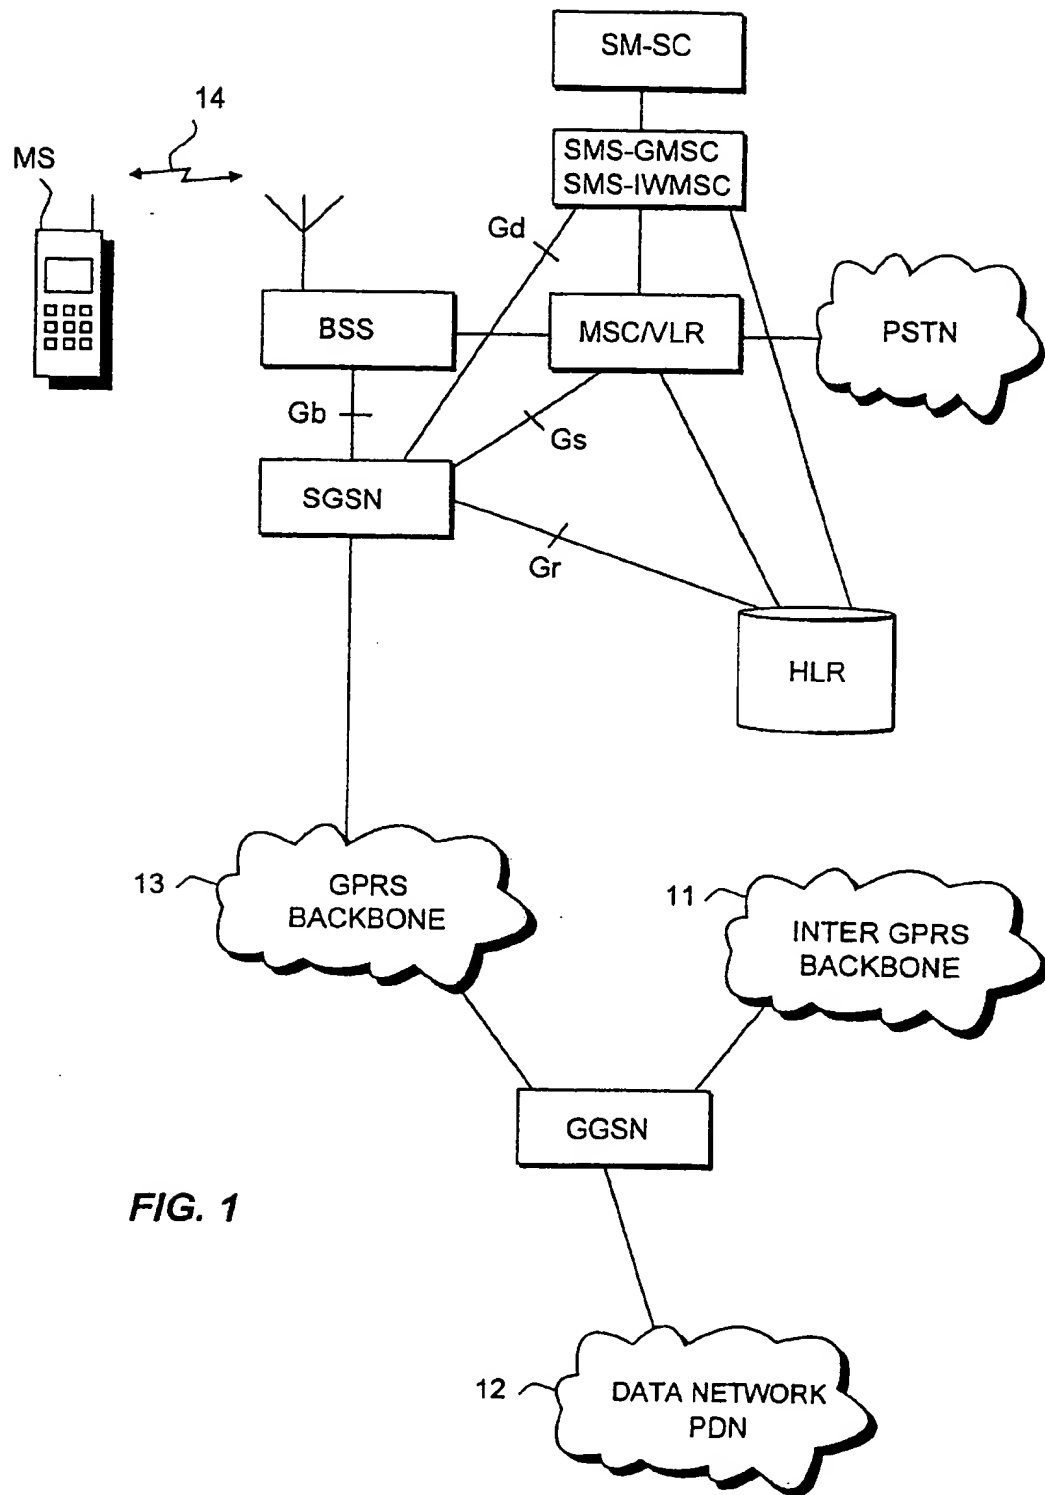 SM-SC
14
MS
SMS-GMSC
SMS-IWMSC
Gd
BSS
MSC/VLR
PSTN
Gb
Gs
SGSN
Gr
HLR
13
GPRS
BACKBONE
11
INTER GPRS
BACKBONE
GGSN
FIG. 1
12
DATA NETWORK
PDN